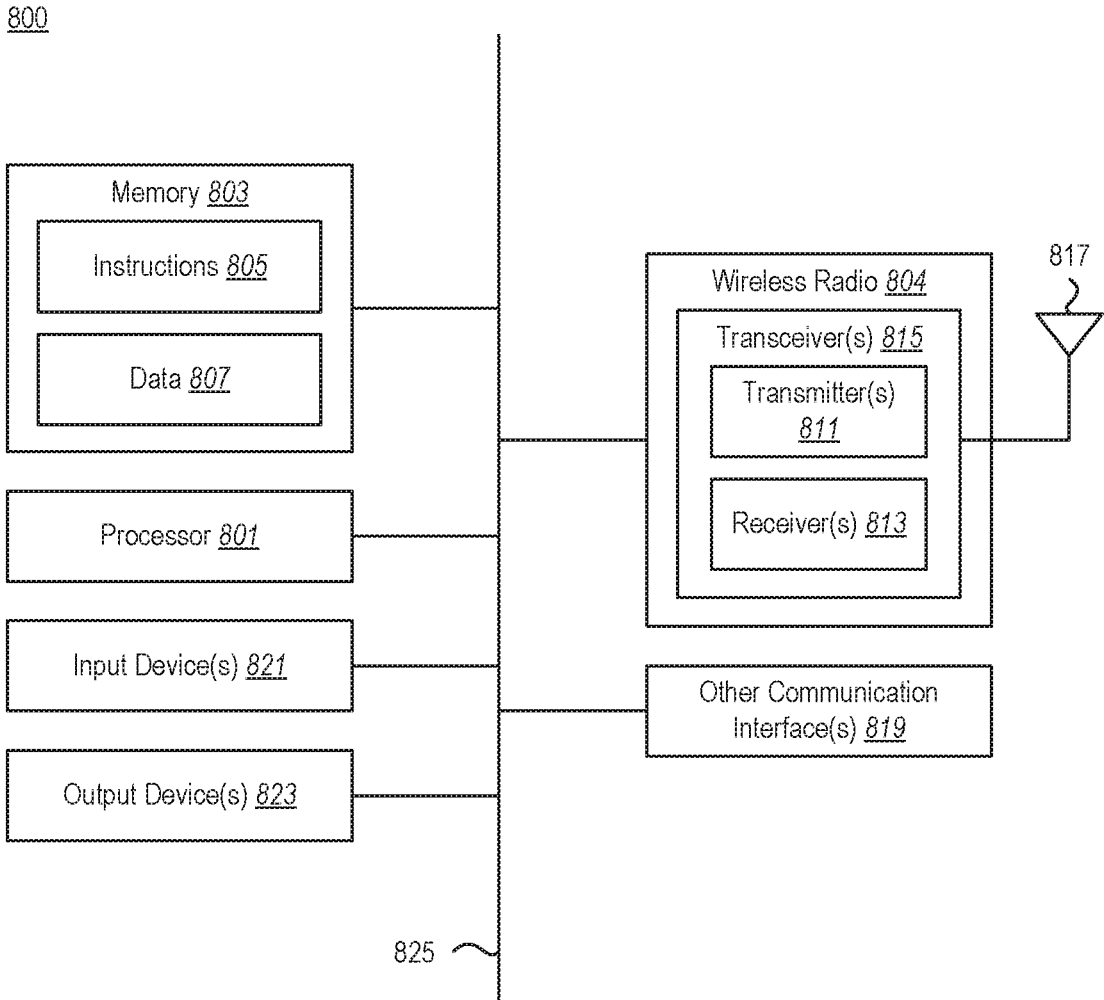 800
Memory 803
Instructions 805
Data 807
Processor 801
Input Device(s) 821
Output Device(s) 823
825
Wireless Radio 804
Transceiver(s) 815
Transmitter(s)
811
Receiver(s) 813
817
Other Communication
Interface(s) 819